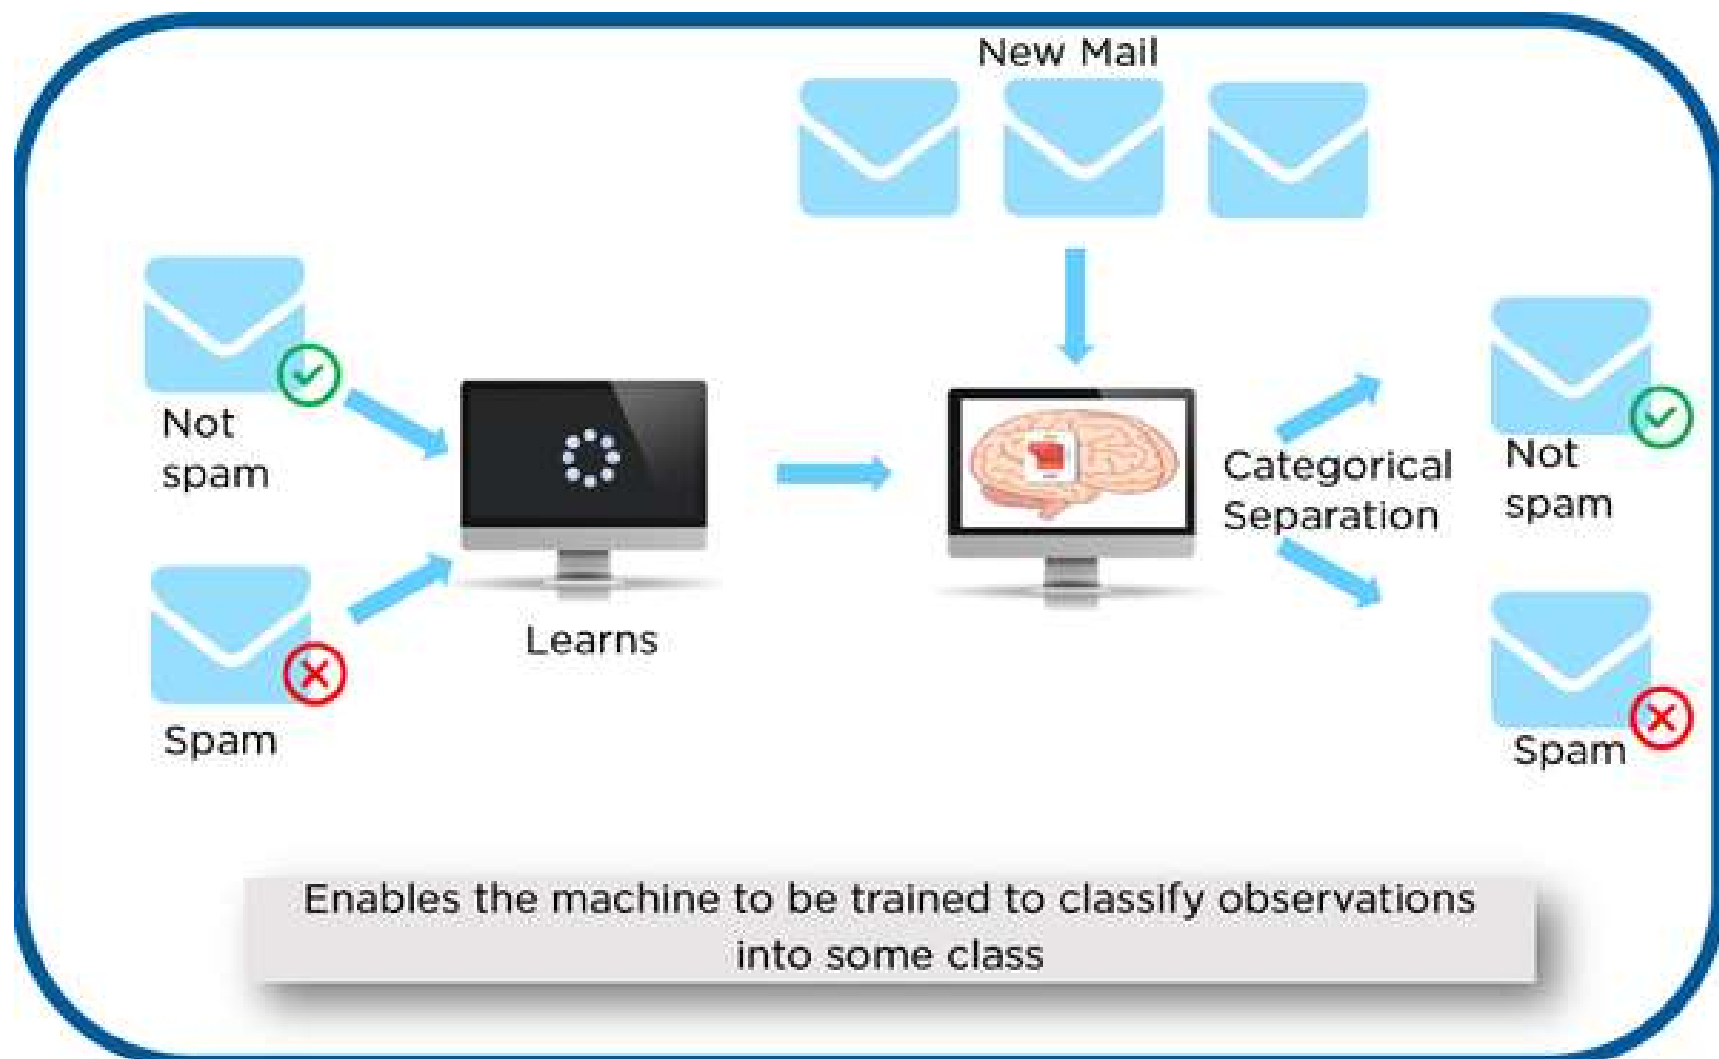 New Mail
Not
spam
Spam
Learns
Categorical
Separation
Not
spam
Spam
Enables the machine to be trained to classify observations
into some class